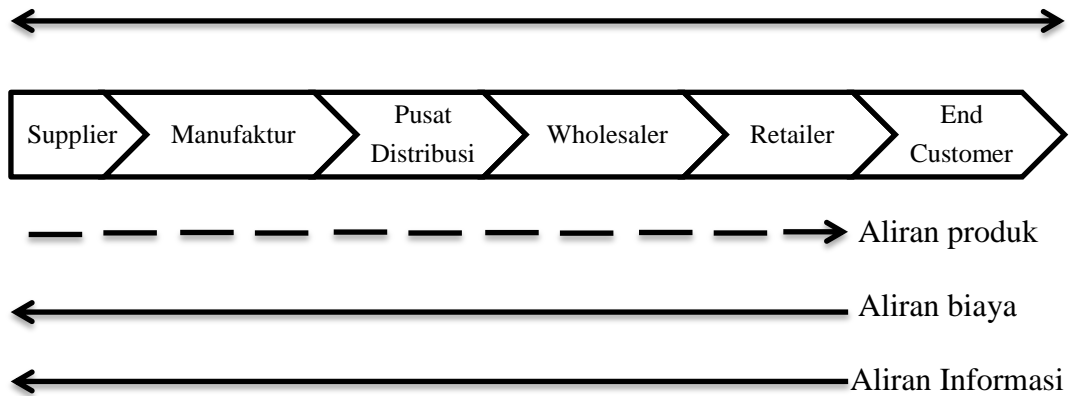 Supplier
Manufaktur
Pusat
Distribusi
Wholesaler
Retailer
End
Customer
Aliran produk
Aliran biaya
Aliran Informasi